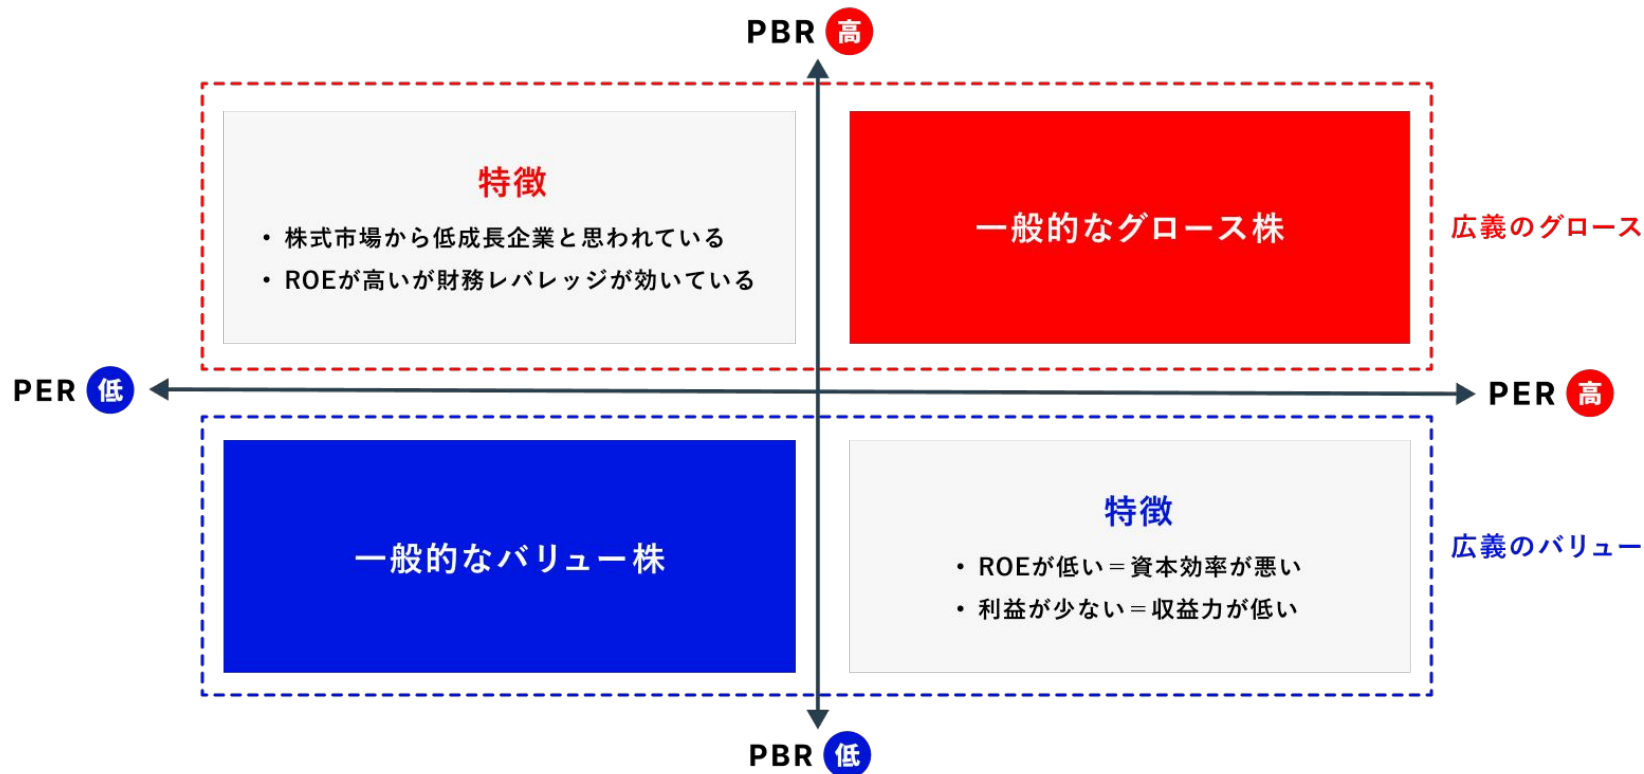 PBR 高
特徴
・ 株式市場から低成長企業と思われている
・ ROEが高いが財務レバレッジが効いている
一般的なグロース株
広義のグロース
PER 低
PER 高
一般的なバリュー株
特徴
・ ROEが低い＝資本効率が悪い
・ 利益が少ない＝収益力が低い
広義のバリュー
PBR 低